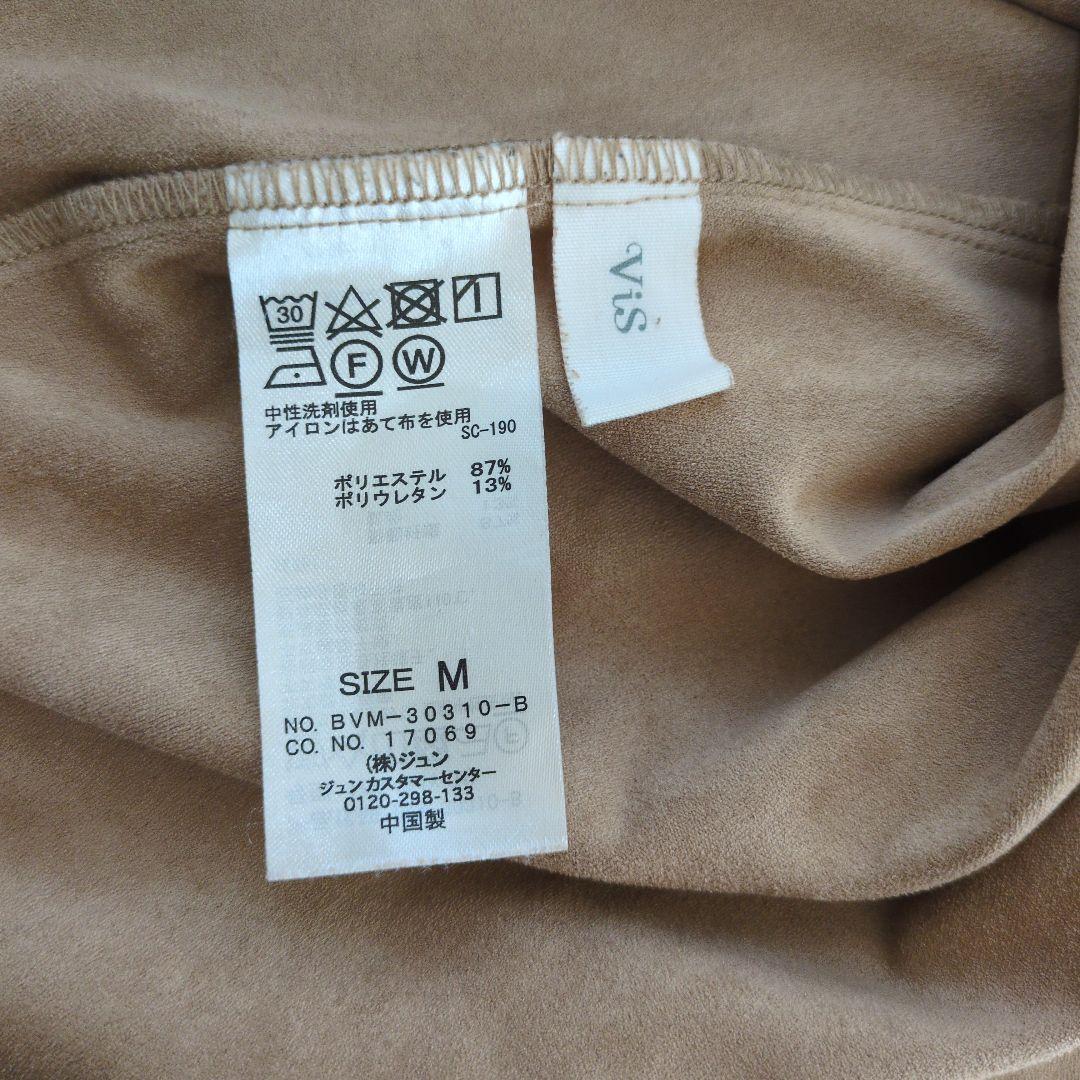 30
F W
中性洗剤使用
アイロンはあて布を使用
SC-190
ポリエステル 87%
ポリウレタン 13%
SIZE M
NO. BVM-30310-B
CO. NO. 17069
(株)ジュン
ジュンカスタマーセンター
0120-298-133
中国製
ViS